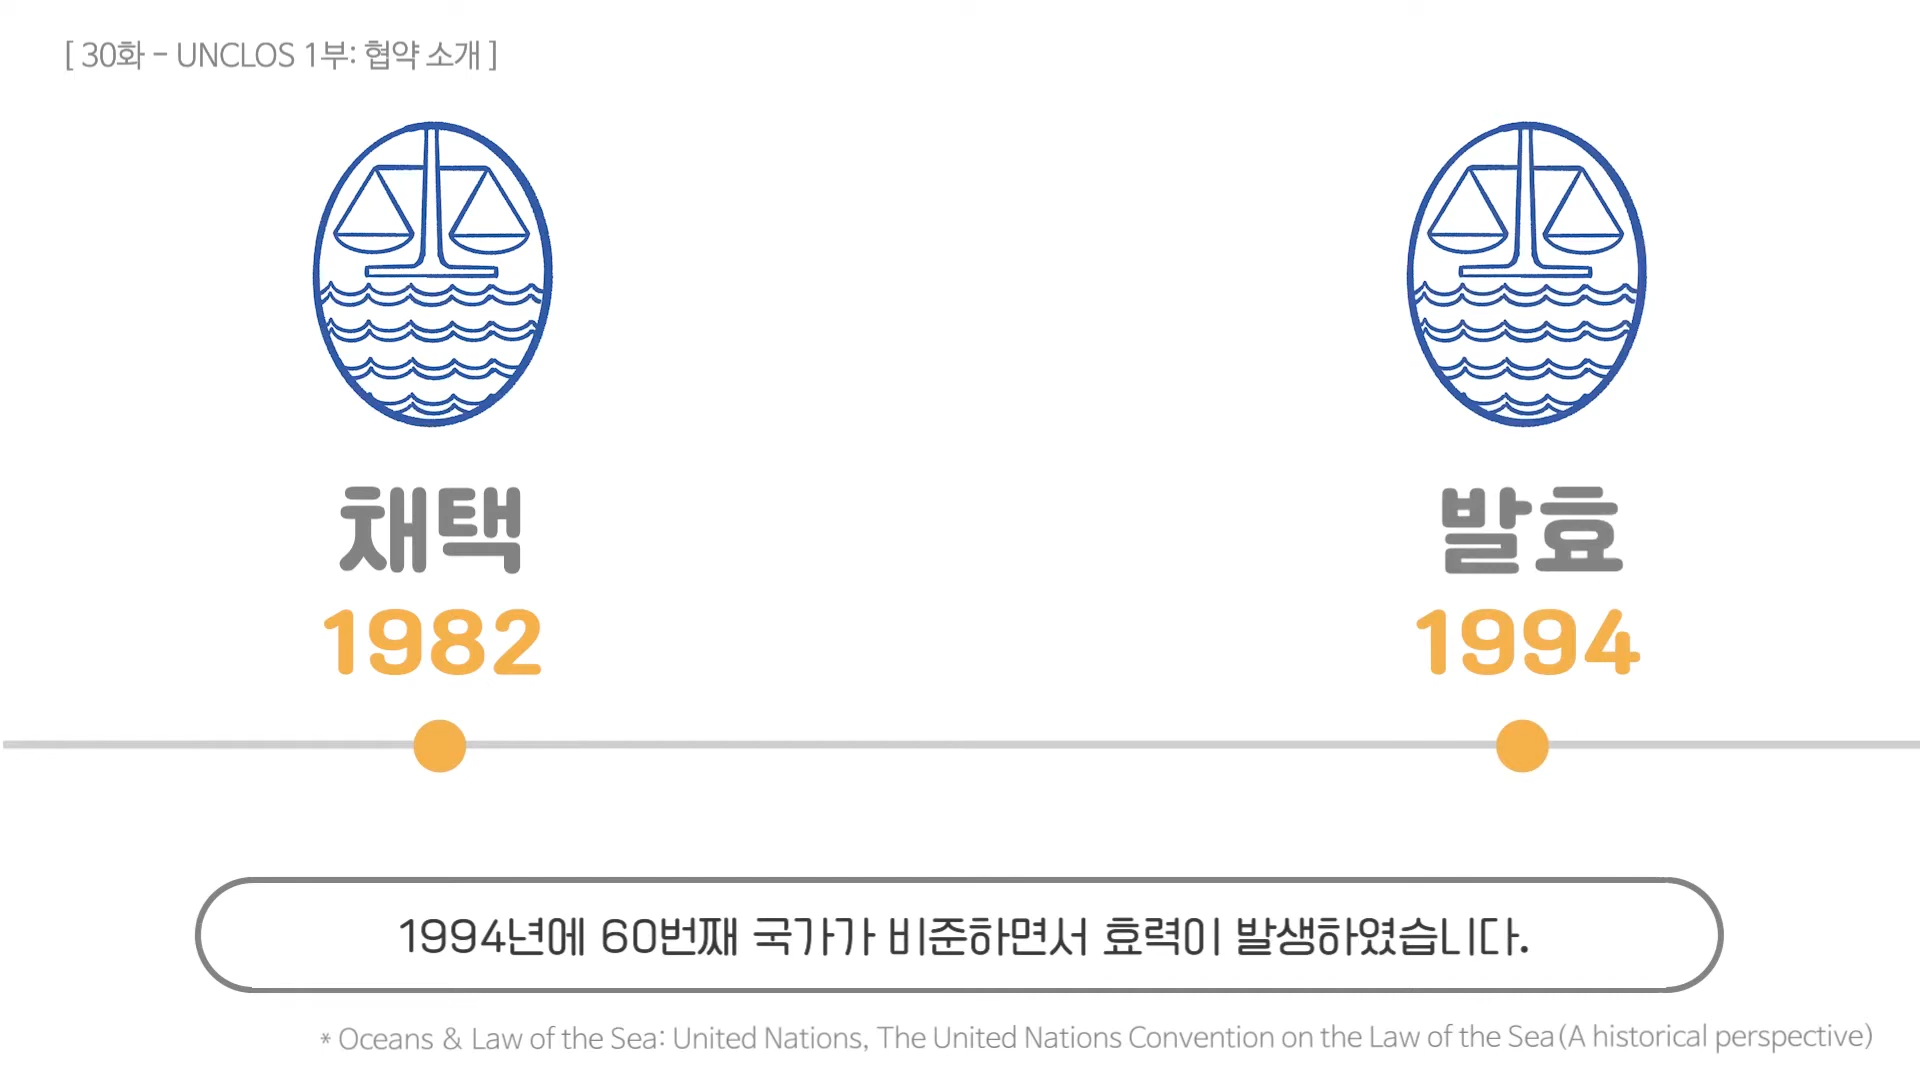 [ 30화 - UNCLOS 1부: 협약 소개 ]
채택
1982
발효
1994
1994년에 60번째 국가가 비준하면서 효력이 발생하였습니다.
* Oceans & Law of the Sea: United Nations, The United Nations Convention on the Law of the Sea(A historical perspective)